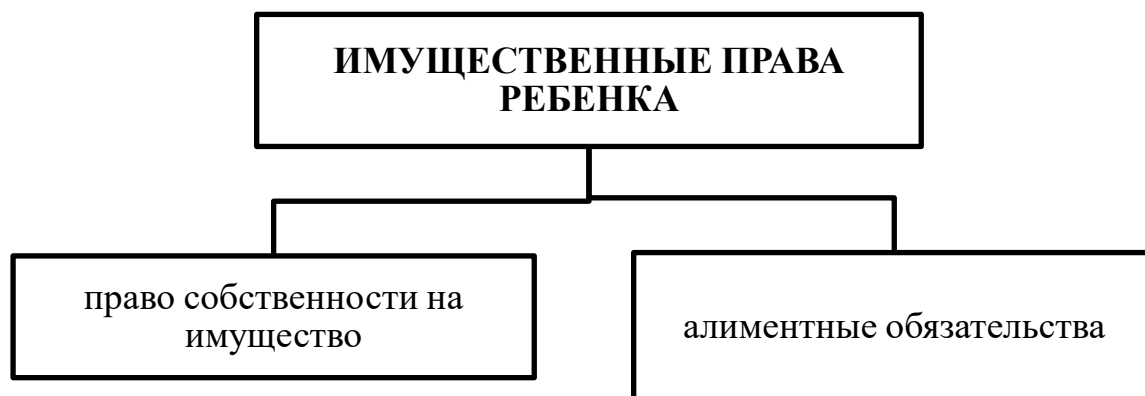 ИМУЩЕСТВЕННЫЕ ПРАВА
РЕБЕНКА
право собственности на
имущество
алиментные обязательства